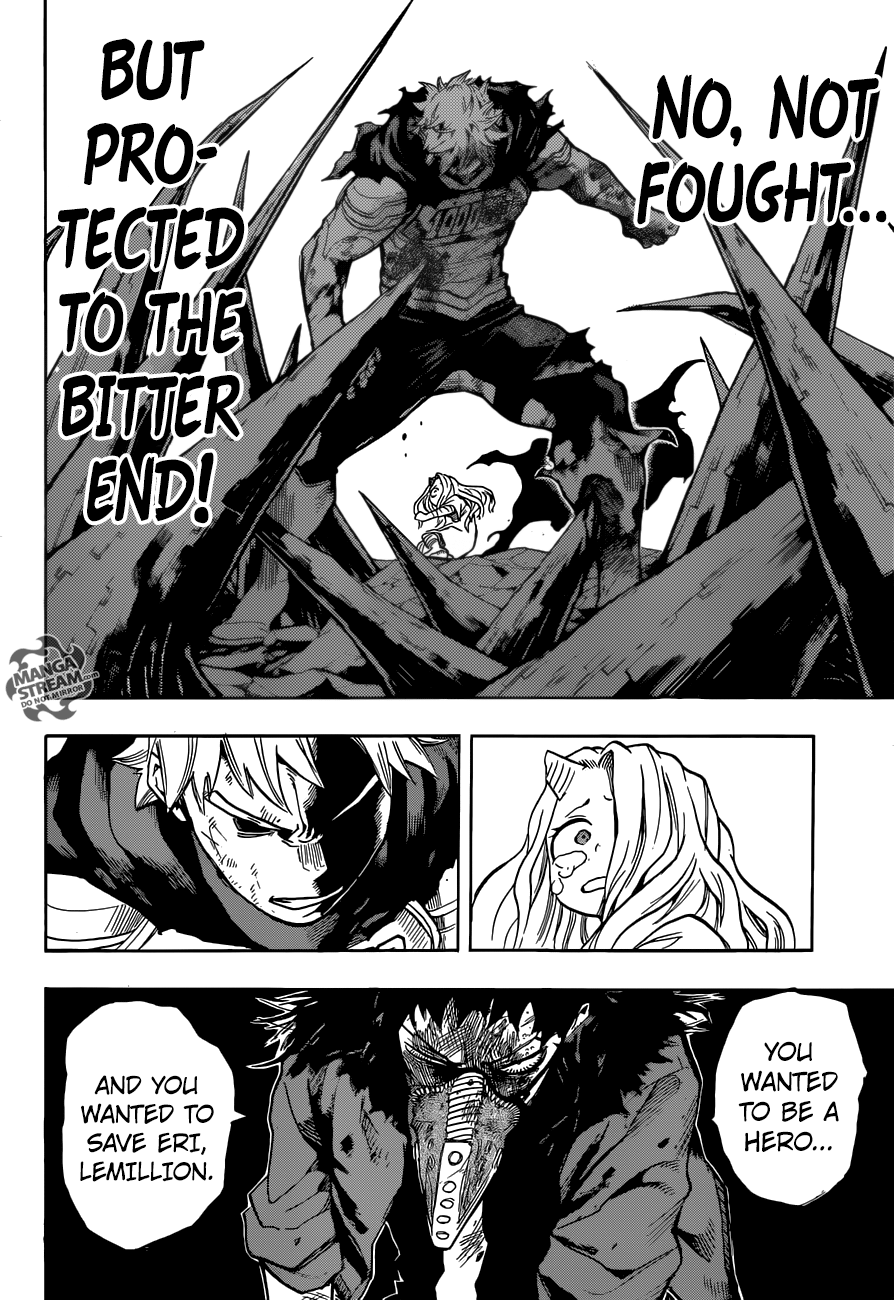 NO, NOT
FOUGHT...
BUT
PRO-
TECTED
TO THE
BITTER
END!
MANGA
STREAM.com
DO NOT MIRROR
YOU
WANTED
TO BE A
HERO...
AND YOU
WANTED TO
SAVE ERI,
LEMILLION.